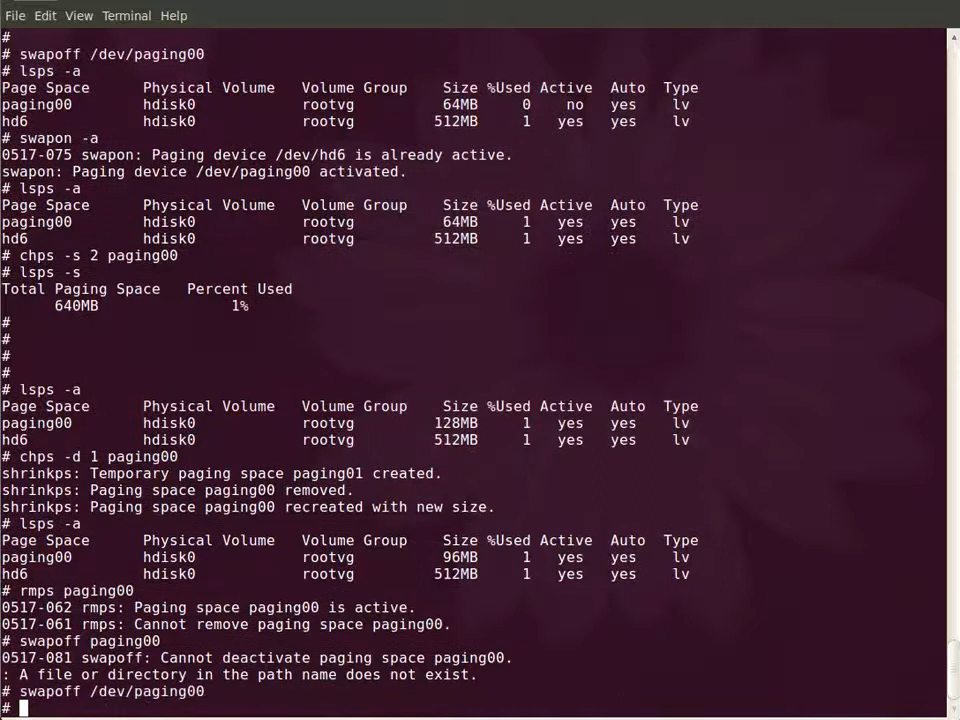 File Edit View Terminal Help
#
# swapoff /dev/paging00
# lsps -a
Page Space      Physical Volume   Volume Group    Size %Used Active  Auto  Type
paging00        hdisk0            rootvg          64MB     0    no   yes    lv
hd6             hdisk0            rootvg         512MB     1   yes   yes    lv
# swapon -a
0517-075 swapon: Paging device /dev/hd6 is already active.
swapon: Paging device /dev/paging00 activated.
# lsps -a
Page Space      Physical Volume   Volume Group    Size %Used Active  Auto  Type
paging00        hdisk0            rootvg          64MB     1   yes   yes    lv
hd6             hdisk0            rootvg         512MB     1   yes   yes    lv
# chps -s 2 paging00
# lsps -s
Total Paging Space   Percent Used
      640MB               1%
#
#
#
#
# lsps -a
Page Space      Physical Volume   Volume Group    Size %Used Active  Auto  Type
paging00        hdisk0            rootvg         128MB     1   yes   yes    lv
hd6             hdisk0            rootvg         512MB     1   yes   yes    lv
# chps -d 1 paging00
shrinkps: Temporary paging space paging01 created.
shrinkps: Paging space paging00 removed.
shrinkps: Paging space paging00 recreated with new size.
# lsps -a
Page Space      Physical Volume   Volume Group    Size %Used Active  Auto  Type
paging00        hdisk0            rootvg          96MB     1   yes   yes    lv
hd6             hdisk0            rootvg         512MB     1   yes   yes    lv
# rmps paging00
0517-062 rmps: Paging space paging00 is active.
0517-061 rmps: Cannot remove paging space paging00.
# swapoff paging00
0517-081 swapoff: Cannot deactivate paging space paging00.
: A file or directory in the path name does not exist.
# swapoff /dev/paging00
#